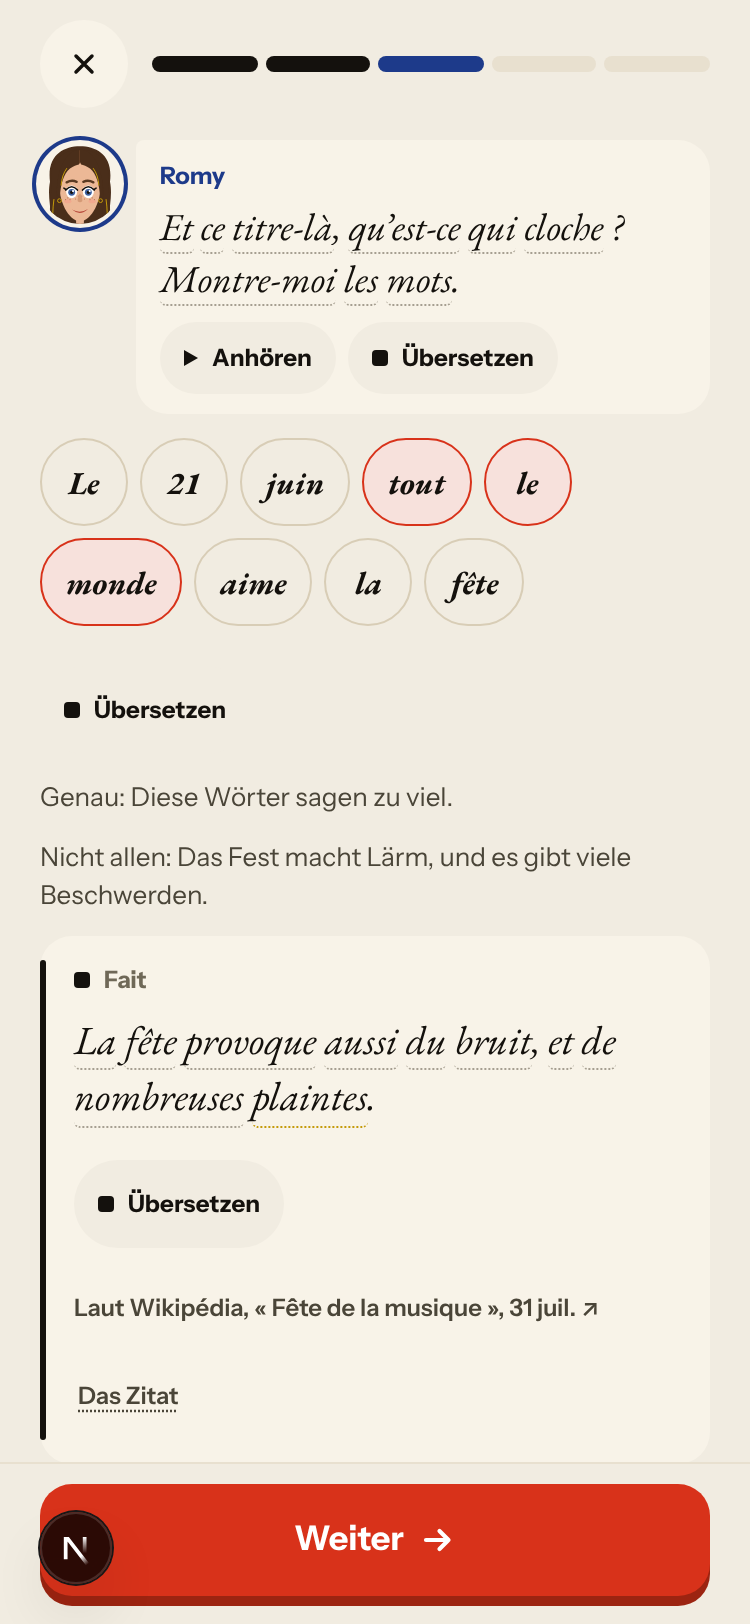 Romy
Et ce titre-là, qu’est-ce qui cloche ?
Montre-moi les mots.
Anhören Übersetzen
Le 21 juin tout le
monde aime la fête
Übersetzen
Genau: Diese Wörter sagen zu viel.
Nicht allen: Das Fest macht Lärm, und es gibt viele
Beschwerden.
Fait
La fête provoque aussi du bruit, et de
nombreuses plaintes.
Übersetzen
Laut Wikipédia, « Fête de la musique », 31 juil. ↗
Das Zitat
Weiter →
N